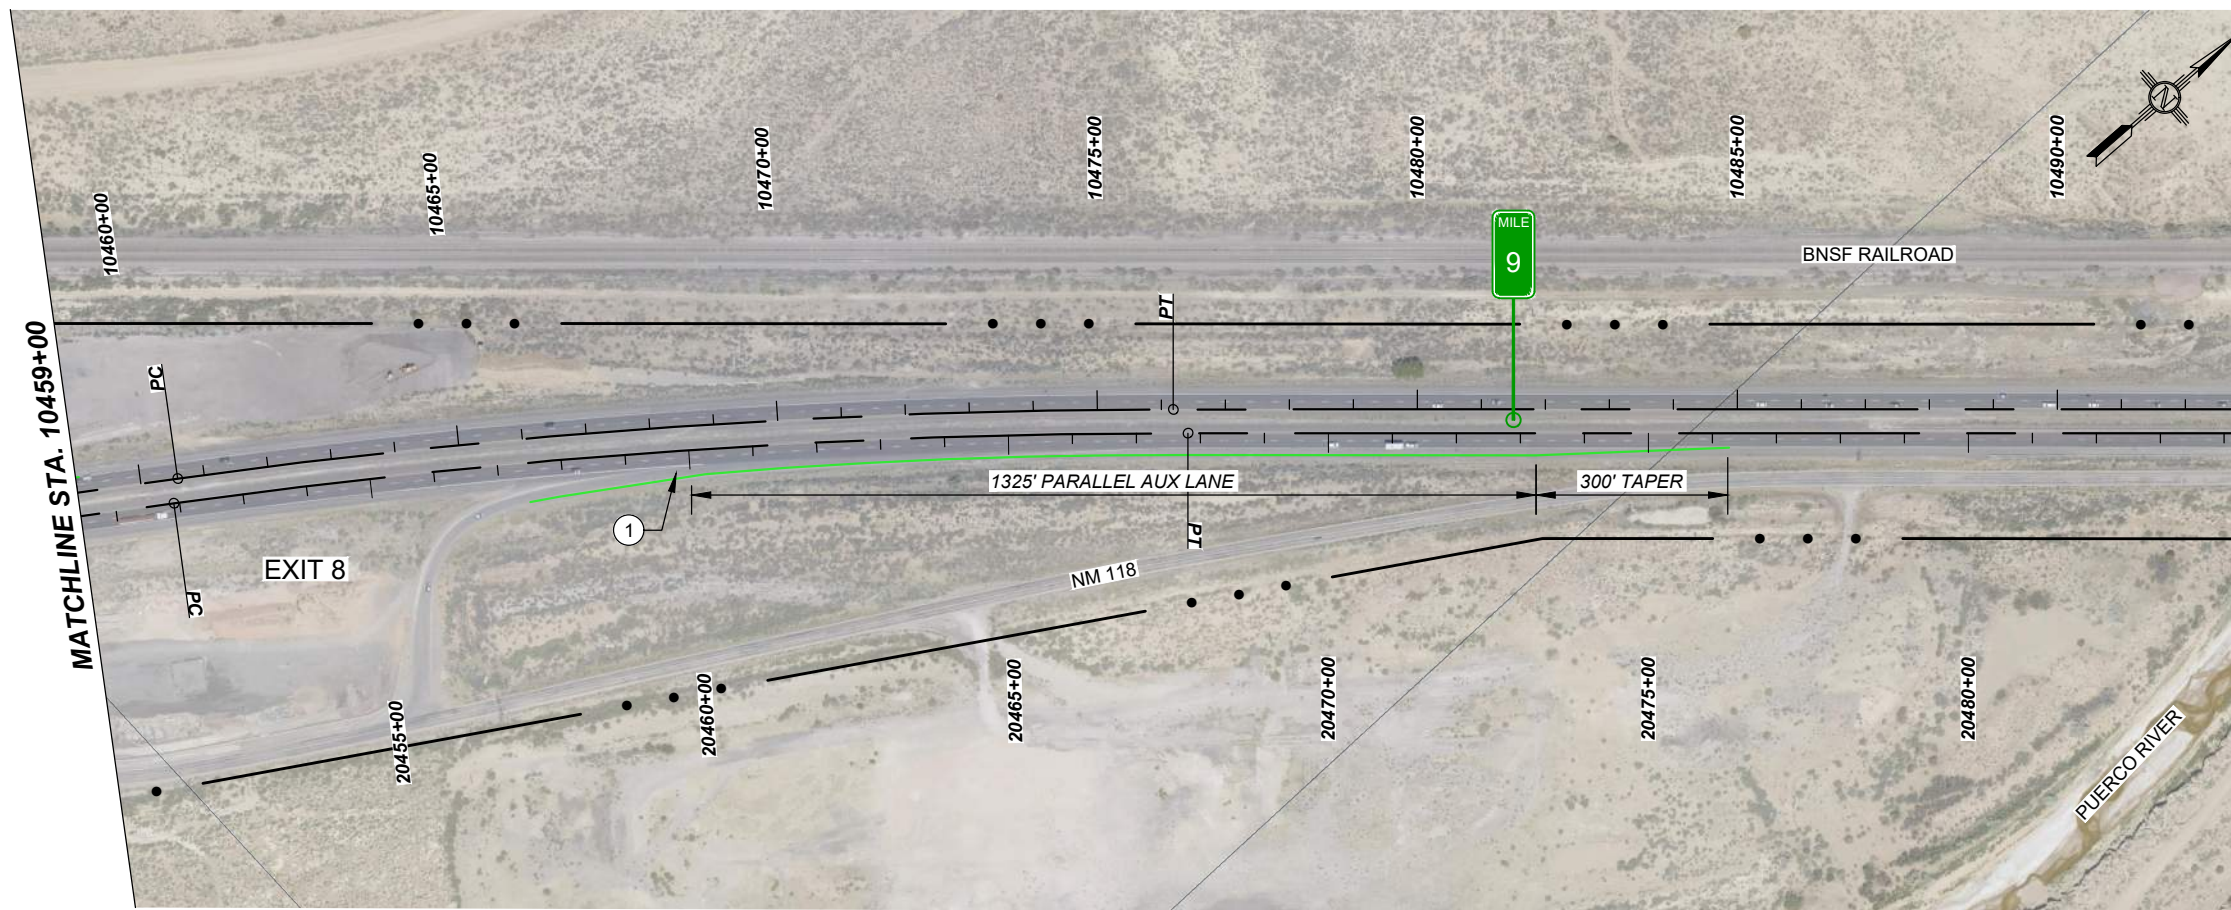 10460+00
10465+00
10470+00
10475+00
10480+00
10485+00
10490+00
N
MILE
9
BNSF RAILROAD
PT
PC
MATCHLINE STA. 10459+00
1325' PARALLEL AUX LANE
300' TAPER
1
PT
EXIT 8
NM 118
PC
20455+00
20460+00
20465+00
20470+00
20475+00
20480+00
PUERCO RIVER